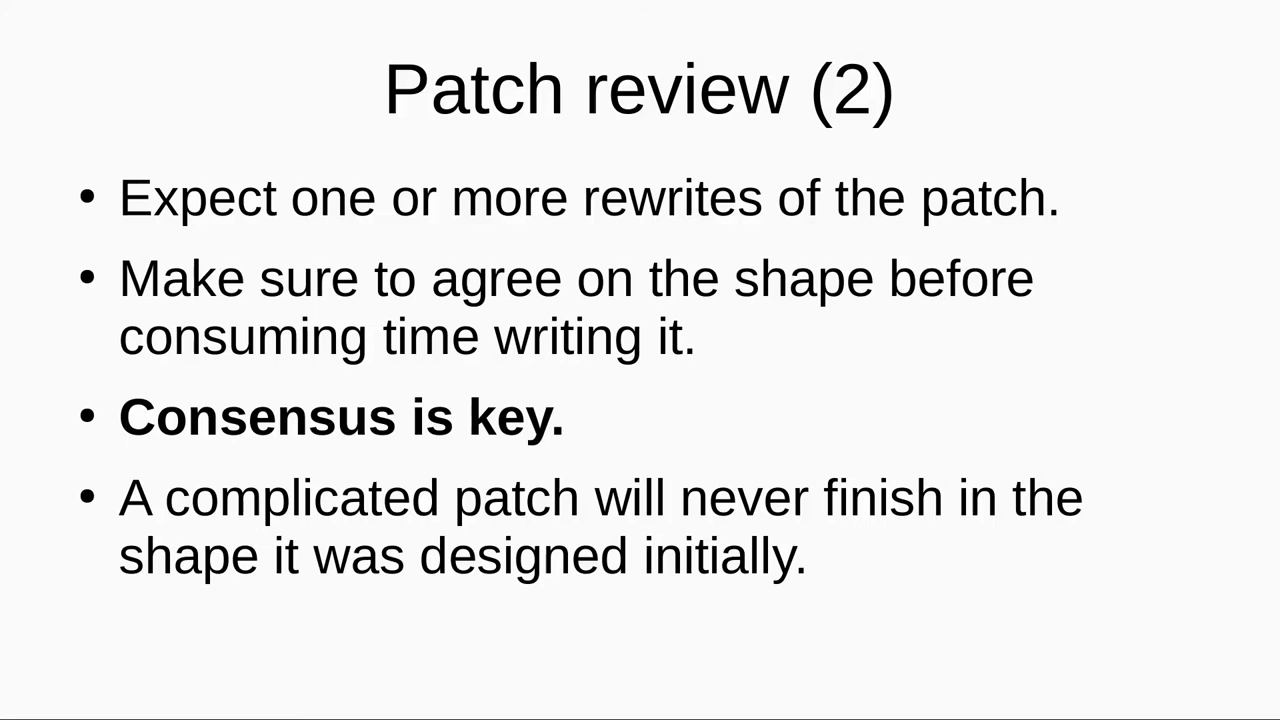 Patch review (2)
• Expect one or more rewrites of the patch.
• Make sure to agree on the shape before
consuming time writing it.
• Consensus is key.
• A complicated patch will never finish in the
shape it was designed initially.